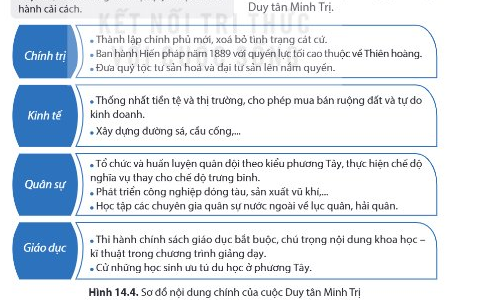 hành cải cách.
Duy tân Minh Trị.
KẾT NỐI TRI THỨC
Chính trị
• Thành lập chính phủ mới, xoá bỏ tình trạng cát cứ.
• Ban hành Hiến pháp năm 1889 với quyền lực tối cao thuộc về Thiên hoàng.
• Đưa quý tộc tư sản hoá và đại tư sản lên nắm quyền.
Kinh tế
• Thống nhất tiền tệ và thị trường, cho phép mua bán ruộng đất và tự do
kinh doanh.
• Xây dựng đường sá, cầu cống,...
Quân sự
• Tổ chức và huấn luyện quân đội theo kiểu phương Tây, thực hiện chế độ
nghĩa vụ thay cho chế độ trưng binh.
• Phát triển công nghiệp đóng tàu, sản xuất vũ khí,...
• Học tập các chuyên gia quân sự nước ngoài về lục quân, hải quân.
Giáo dục
• Thi hành chính sách giáo dục bắt buộc, chú trọng nội dung khoa học –
kĩ thuật trong chương trình giảng dạy.
• Cử những học sinh ưu tú du học ở phương Tây.
Hình 14.4. Sơ đồ nội dung chính của cuộc Duy tân Minh Trị